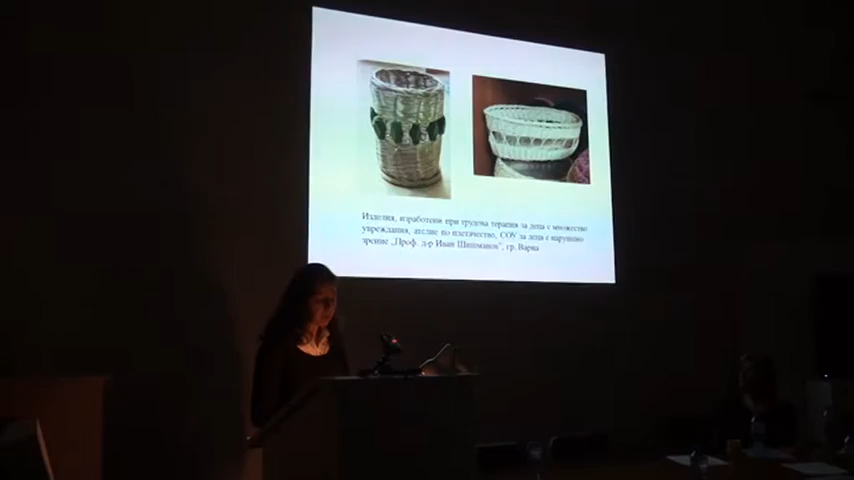 Изделия, изработени при трудова терапия за деца с множество
увреждания, ателие по плетачество, СОУ за деца с нарушено
зрение „Проф. д-р Иван Шишманов", гр. Варна